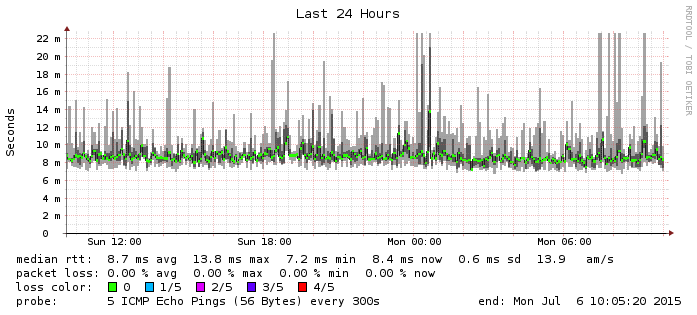 Last 24 Hours
RRDTOOL / TOBI OETIKER
Seconds
22 m
20 m
18 m
16 m
14 m
12 m
10 m
8 m
6 m
4 m
2 m
0
Sun 12:00 Sun 18:00 Mon 00:00 Mon 06:00
median rtt: 8.7 ms avg 13.8 ms max 7.2 ms min 8.4 ms now 0.6 ms sd 13.9 am/s
packet loss: 0.00 % avg 0.00 % max 0.00 % min 0.00 % now
loss color: 0 1/5 2/5 3/5 4/5
probe: 5 ICMP Echo Pings (56 Bytes) every 300s end: Mon Jul 6 10:05:20 2015